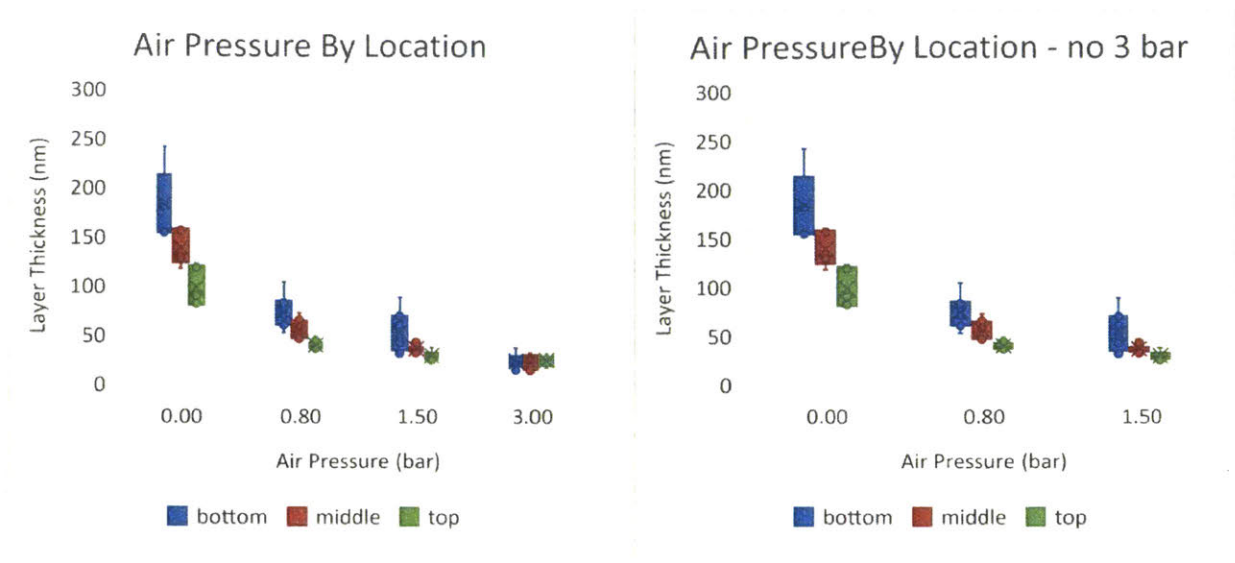 Air Pressure By Location
Layer Thickness (nm)
300
250
200
150
100
50
0
0.00 0.80 1.50 3.00
Air Pressure (bar)
bottom middle top
Air PressureBy Location - no 3 bar
Layer Thickness (nm)
300
250
200
150
100
50
0
0.00 0.80 1.50
Air Pressure (bar)
bottom middle top